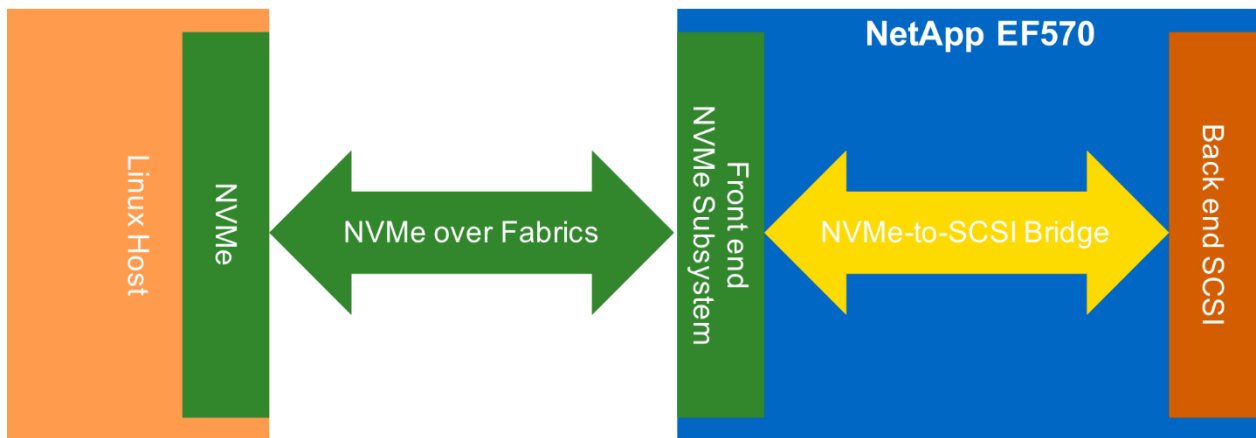 Linux Host
NVMe
NVMe over Fabrics
NetApp EF570
Front end
NVMe Subsystem
NVMe-to-SCSI Bridge
Back end SCSI